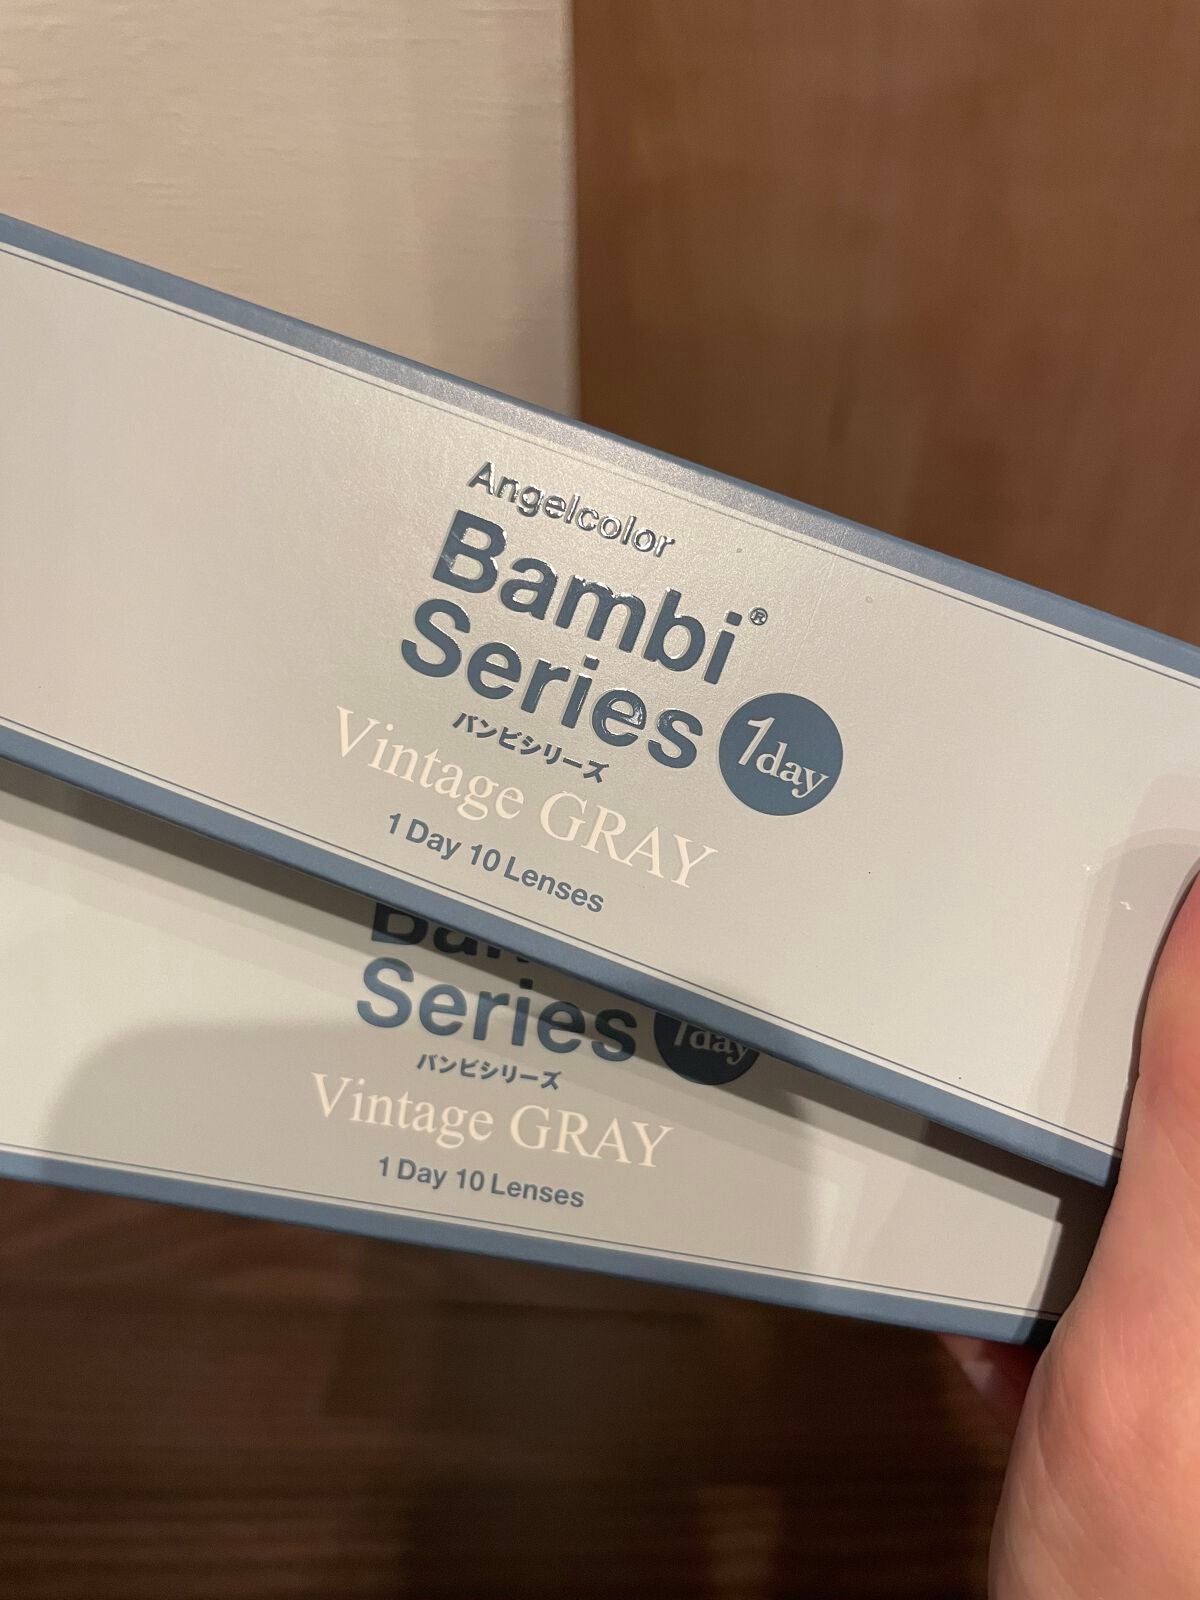 Angelcolor
Bambi®
Series 1day
バンビシリーズ
Vintage GRAY
1 Day 10 Lenses
Series 1day
バンビシリーズ
Vintage GRAY
1 Day 10 Lenses